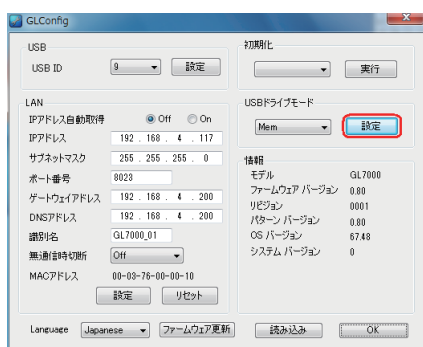 GLConfig
USB
USB ID
9
設定
LAN
IPアドレス自動取得
Off
On
IPアドレス
192 . 168 . 4 . 117
サブネットマスク
255 . 255 . 255 . 0
ポート番号
8023
ゲートウェイアドレス
192 . 168 . 4 . 200
DNSアドレス
192 . 168 . 4 . 200
識別名
GL7000_01
無通信時切断
Off
MACアドレス
00-03-76-00-00-10
設定
リセット
初期化
実行
USBドライブモード
Mem
設定
情報
モデル
GL7000
ファームウェア バージョン
0.80
リビジョン
0001
パターン バージョン
0.80
OS バージョン
67.48
システム バージョン
0
Language
Japanese
ファームウェア更新
読み込み
OK